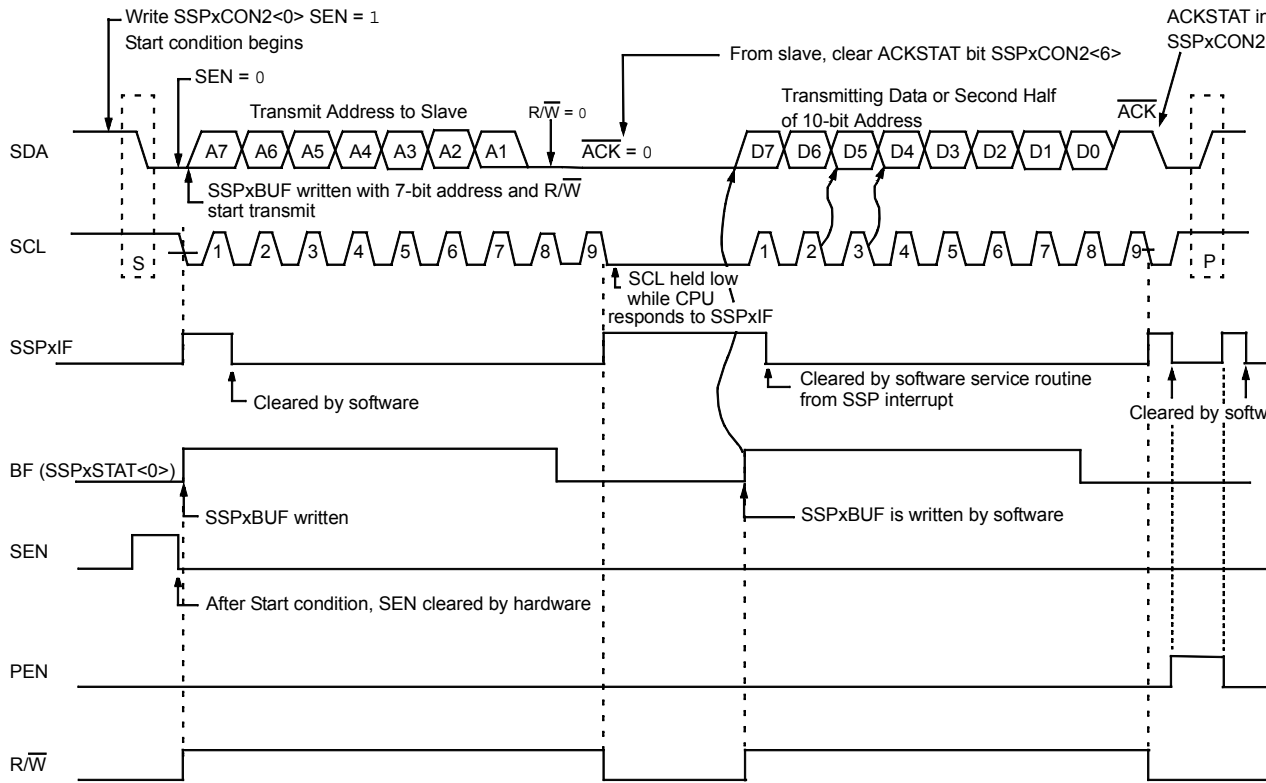 Write SSPxCON2<0> SEN = 1
Start condition begins
ACKSTAT in
SSPxCON2
From slave, clear ACKSTAT bit SSPxCON2<6>
SEN = 0
Transmit Address to Slave
R/W̅ = 0
Transmitting Data or Second Half
of 10-bit Address
A̅C̅K̅
SDA
A7 A6 A5 A4 A3 A2 A1
A̅C̅K̅ = 0
D7 D6 D5 D4 D3 D2 D1 D0
SSPxBUF written with 7-bit address and R/W̅
start transmit
SCL
S
1 2 3 4 5 6 7 8 9
1 2 3 4 5 6 7 8 9
P
SCL held low
while CPU
responds to SSPxIF
SSPxIF
Cleared by software
Cleared by software service routine
from SSP interrupt
Cleared by softw
BF (SSPxSTAT<0>)
SSPxBUF written
SSPxBUF is written by software
SEN
After Start condition, SEN cleared by hardware
PEN
R/W̅